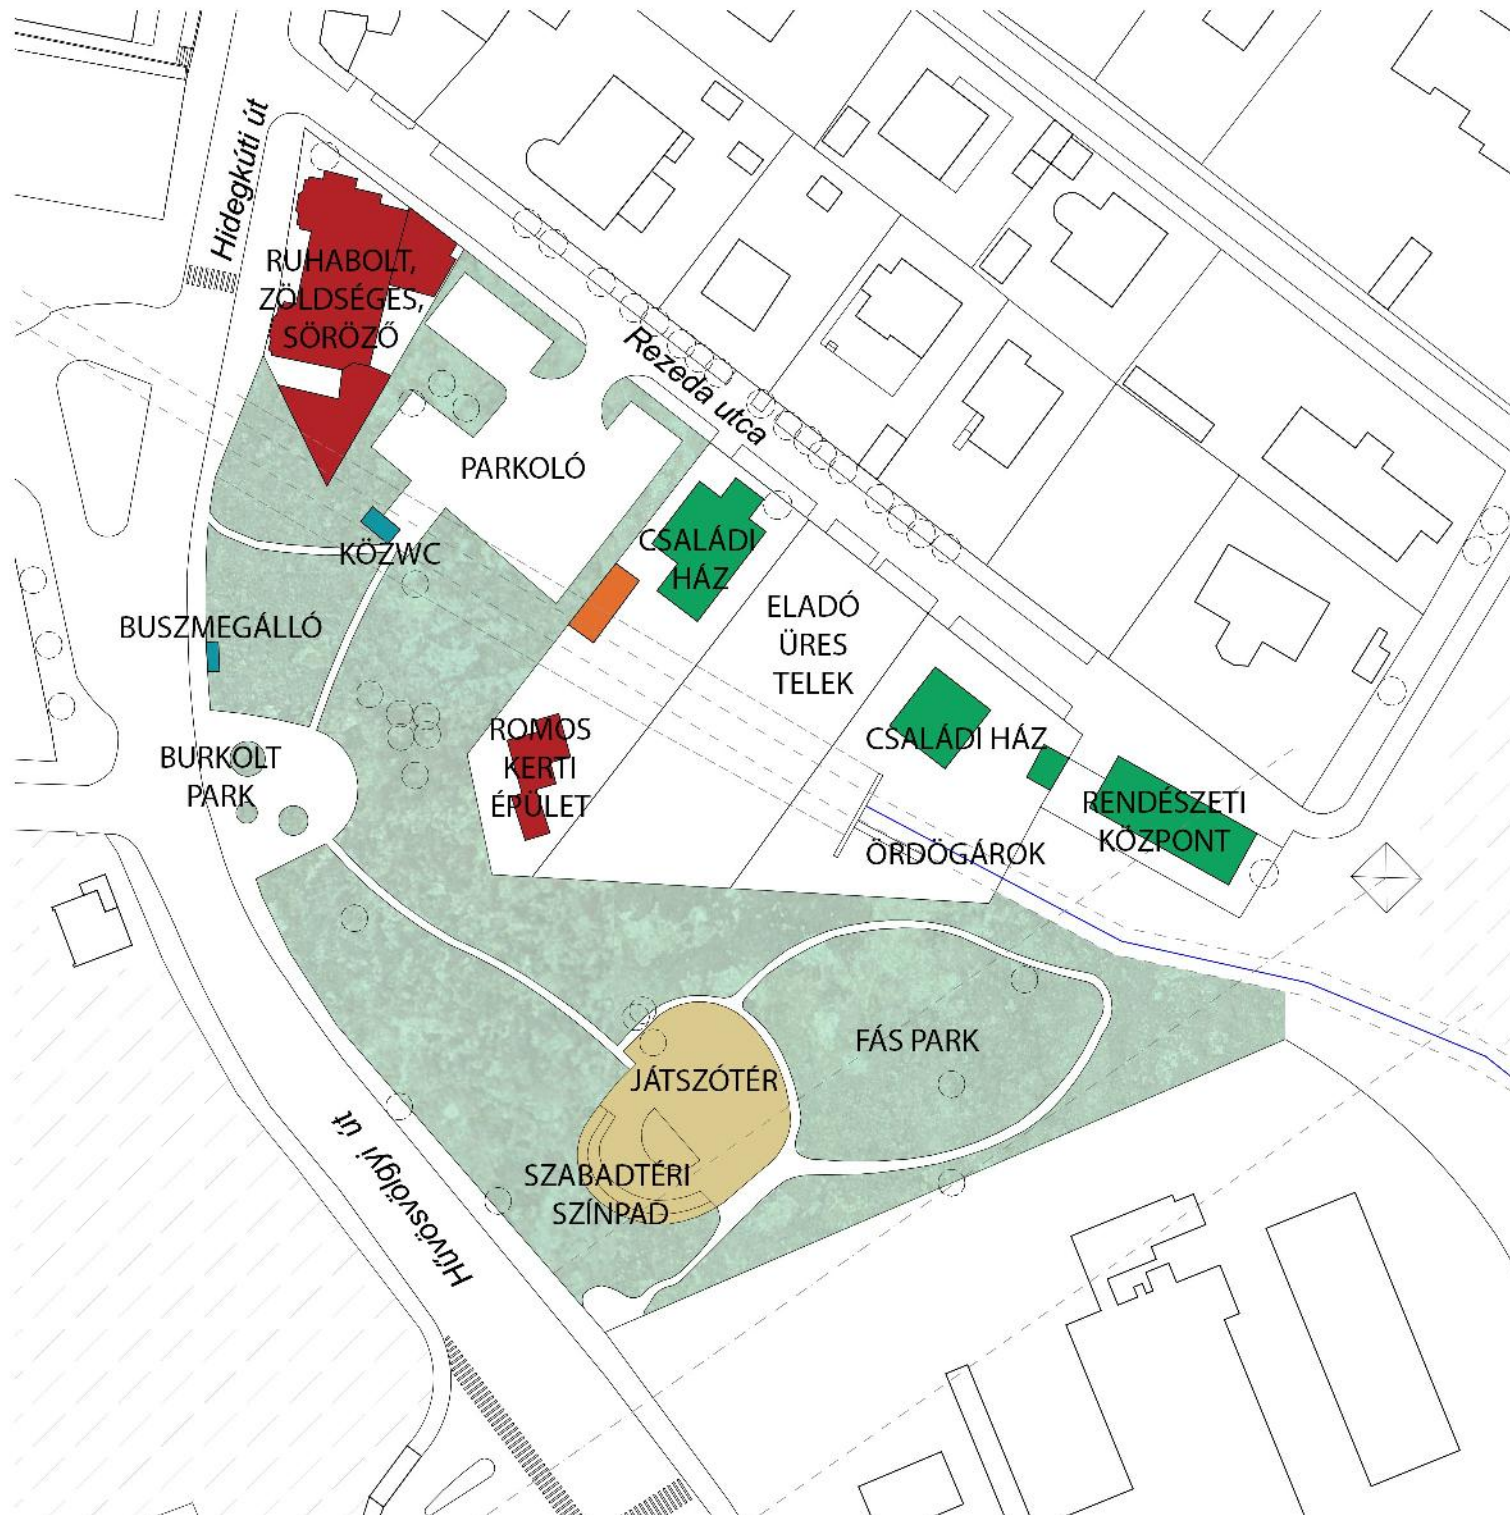 Hidegkúti út
RUHABOLT,
ZÖLDSÉGES,
SÖRÖZŐ
Rezeda utca
PARKOLÓ
KÖZWC
CSALÁDI
HÁZ
BUSZMEGÁLLÓ
ELADÓ
ÜRES
TELEK
ROMOS
KERTI
ÉPÜLET
CSALÁDI HÁZ
BURKOLT
PARK
RENDÉSZETI
KÖZPONT
ÖRDÖGÁROK
FÁS PARK
JÁTSZÓTÉR
SZABADTÉRI
SZÍNPAD
Hűvösvölgyi út